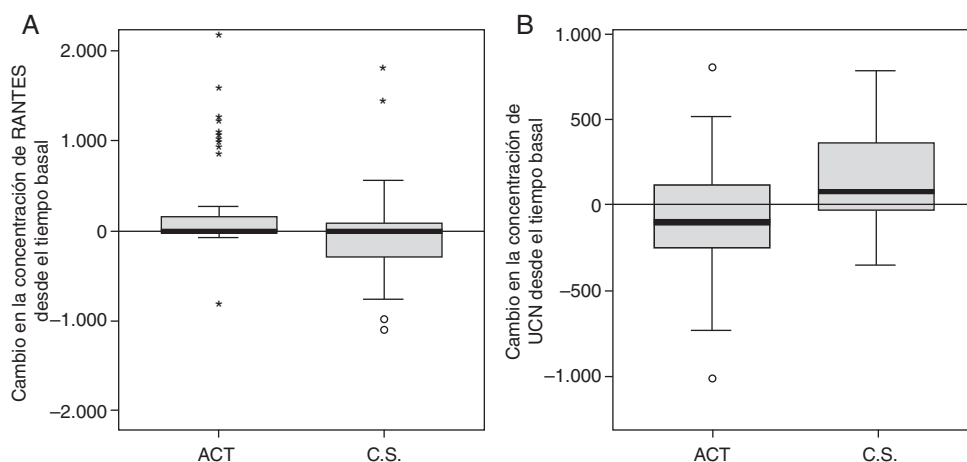 A
Cambio en la concentración de RANTES
desde el tiempo basal
2.000
1.000
0
–1.000
–2.000
ACT
C.S.
B
Cambio en la concentración de
UCN desde el tiempo basal
1.000
500
0
–500
–1.000
ACT
C.S.